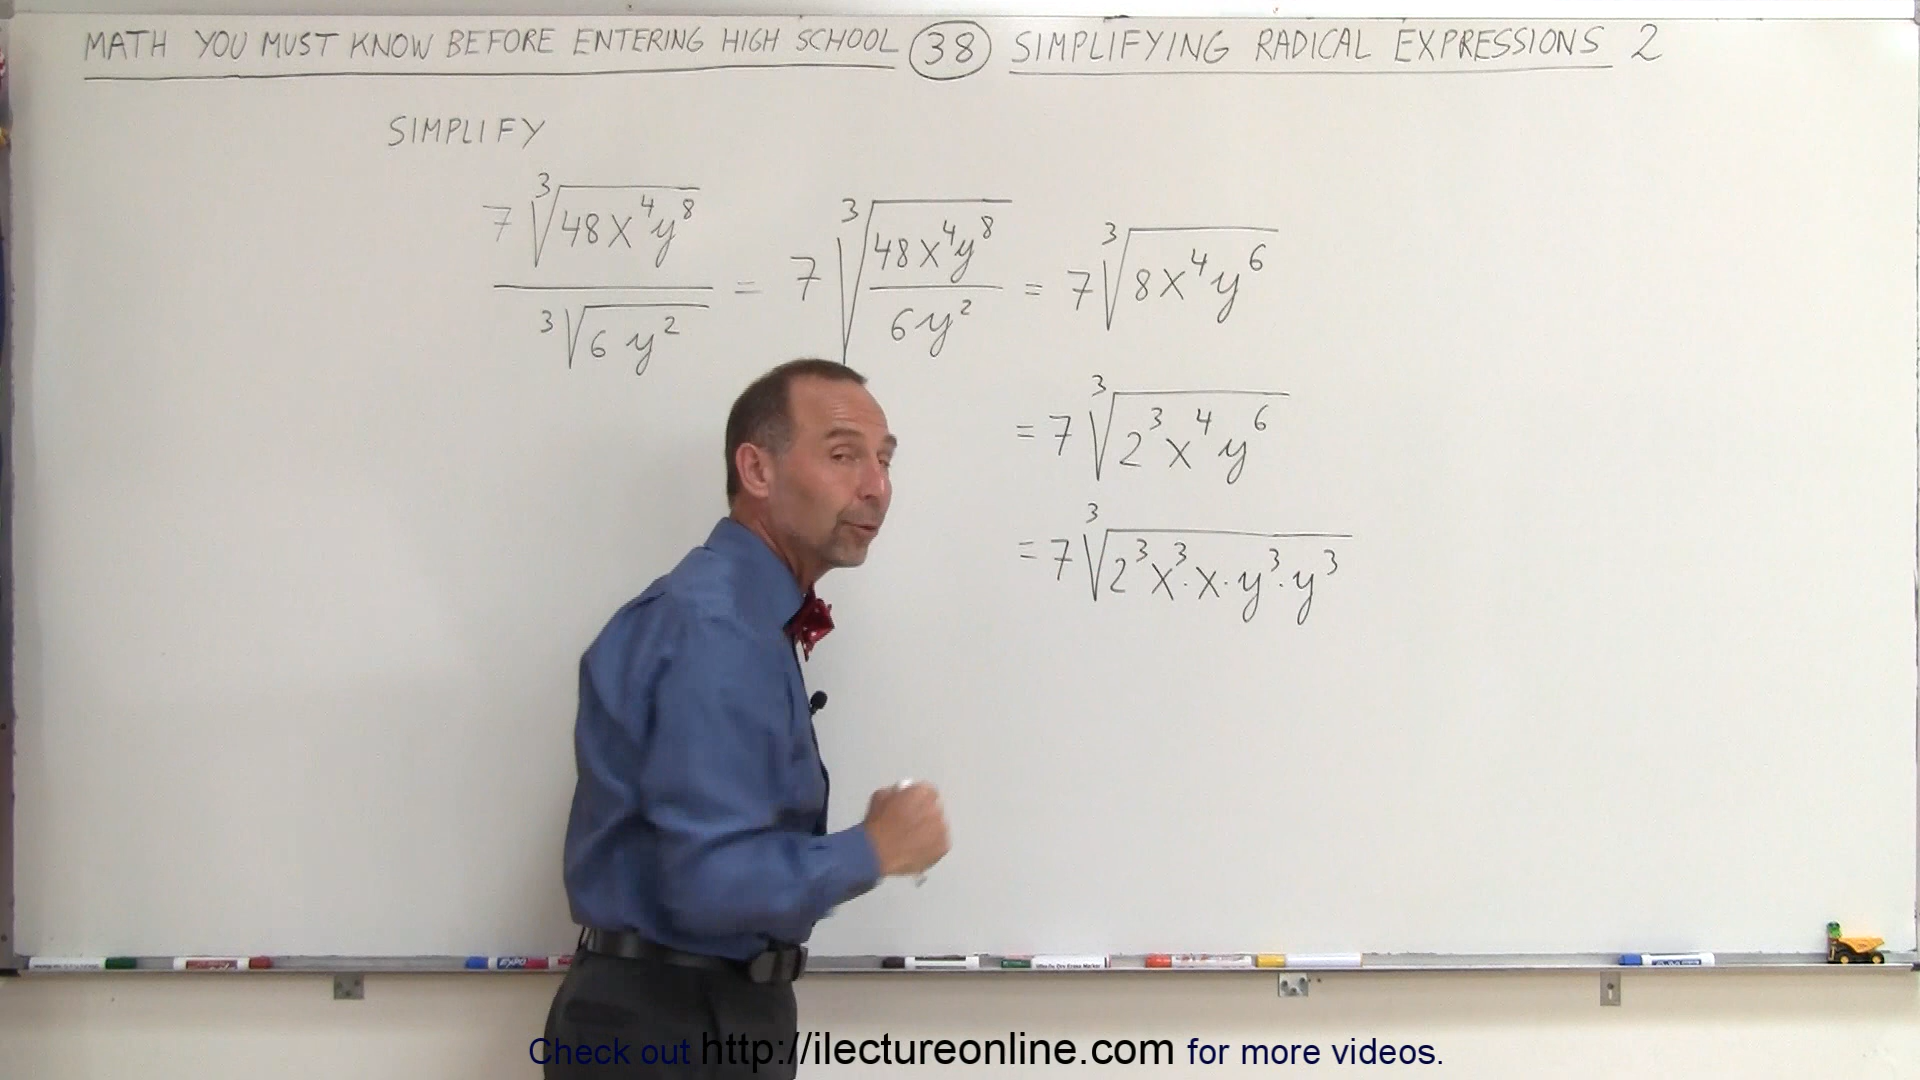 MATH YOU MUST KNOW BEFORE ENTERING HIGH SCHOOL 38 SIMPLIFYING RADICAL EXPRESSIONS 2
SIMPLIFY
7∛(48x⁴y⁸) / ∛(6y²) = 7∛(48x⁴y⁸ / 6y²) = 7∛(8x⁴y⁶)
= 7∛(2³x⁴y⁶)
= 7∛(2³x³·x·y³·y³)
EXPO
Check out http://ilectureonline.com for more videos.